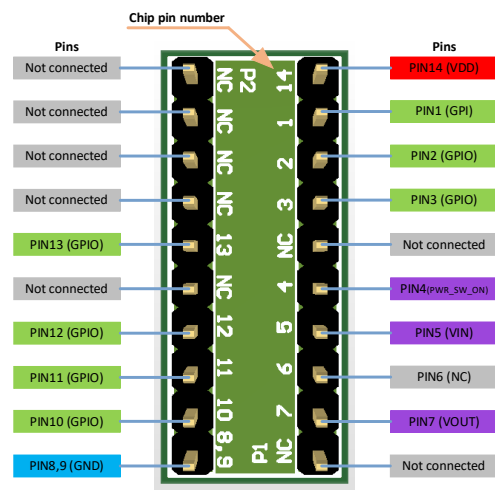 Chip pin number
Pins
Pins
Not connected
NC
P2
14
PIN14 (VDD)
Not connected
NC
1
PIN1 (GPI)
Not connected
NC
2
PIN2 (GPIO)
Not connected
NC
3
PIN3 (GPIO)
PIN13 (GPIO)
13
NC
Not connected
Not connected
NC
4
PIN4(PWR_SW_ON)
PIN12 (GPIO)
12
5
PIN5 (VIN)
PIN11 (GPIO)
11
6
PIN6 (NC)
PIN10 (GPIO)
10
7
PIN7 (VOUT)
PIN8,9 (GND)
8,9
P1
NC
Not connected